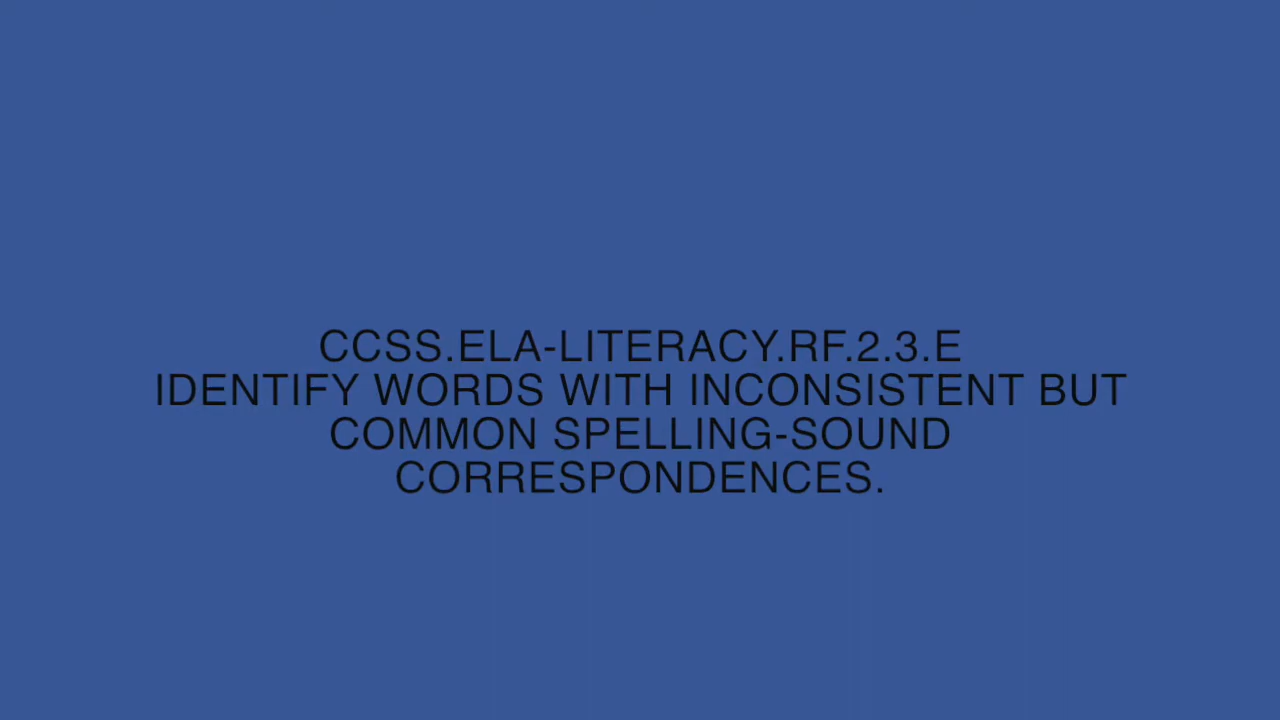 CCSS.ELA-LITERACY.RF.2.3.E
IDENTIFY WORDS WITH INCONSISTENT BUT
COMMON SPELLING-SOUND
CORRESPONDENCES.